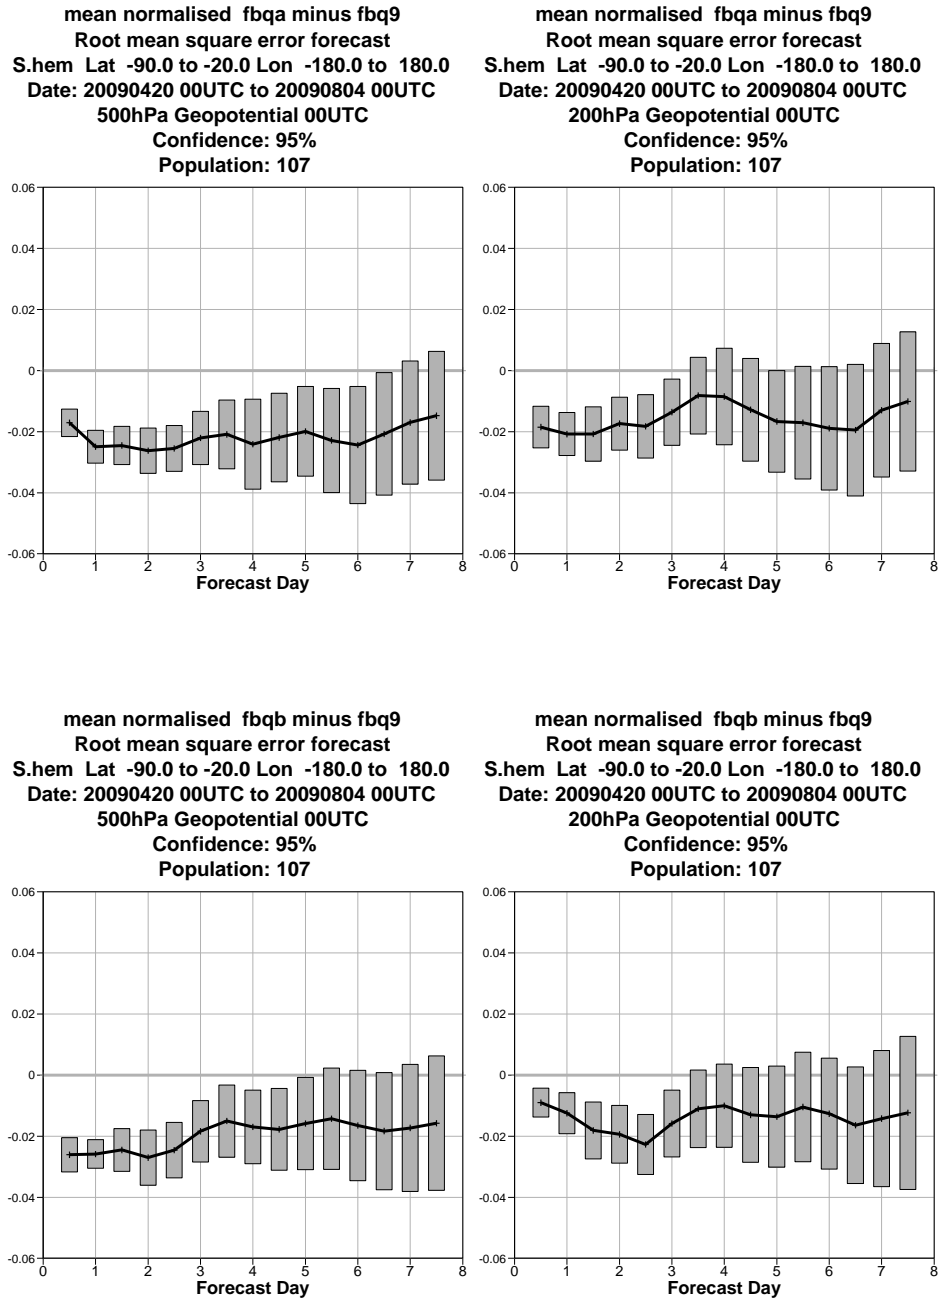 mean normalised fbqa minus fbq9
Root mean square error forecast
S.hem Lat -90.0 to -20.0 Lon -180.0 to 180.0
Date: 20090420 00UTC to 20090804 00UTC
500hPa Geopotential 00UTC
Confidence: 95%
Population: 107
0.06
0.04
0.02
0
-0.02
-0.04
-0.06
0 1 2 3 4 5 6 7 8
Forecast Day
mean normalised fbqa minus fbq9
Root mean square error forecast
S.hem Lat -90.0 to -20.0 Lon -180.0 to 180.0
Date: 20090420 00UTC to 20090804 00UTC
200hPa Geopotential 00UTC
Confidence: 95%
Population: 107
0.06
0.04
0.02
0
-0.02
-0.04
-0.06
0 1 2 3 4 5 6 7 8
Forecast Day
mean normalised fbqb minus fbq9
Root mean square error forecast
S.hem Lat -90.0 to -20.0 Lon -180.0 to 180.0
Date: 20090420 00UTC to 20090804 00UTC
500hPa Geopotential 00UTC
Confidence: 95%
Population: 107
0.06
0.04
0.02
0
-0.02
-0.04
-0.06
0 1 2 3 4 5 6 7 8
Forecast Day
mean normalised fbqb minus fbq9
Root mean square error forecast
S.hem Lat -90.0 to -20.0 Lon -180.0 to 180.0
Date: 20090420 00UTC to 20090804 00UTC
200hPa Geopotential 00UTC
Confidence: 95%
Population: 107
0.06
0.04
0.02
0
-0.02
-0.04
-0.06
0 1 2 3 4 5 6 7 8
Forecast Day